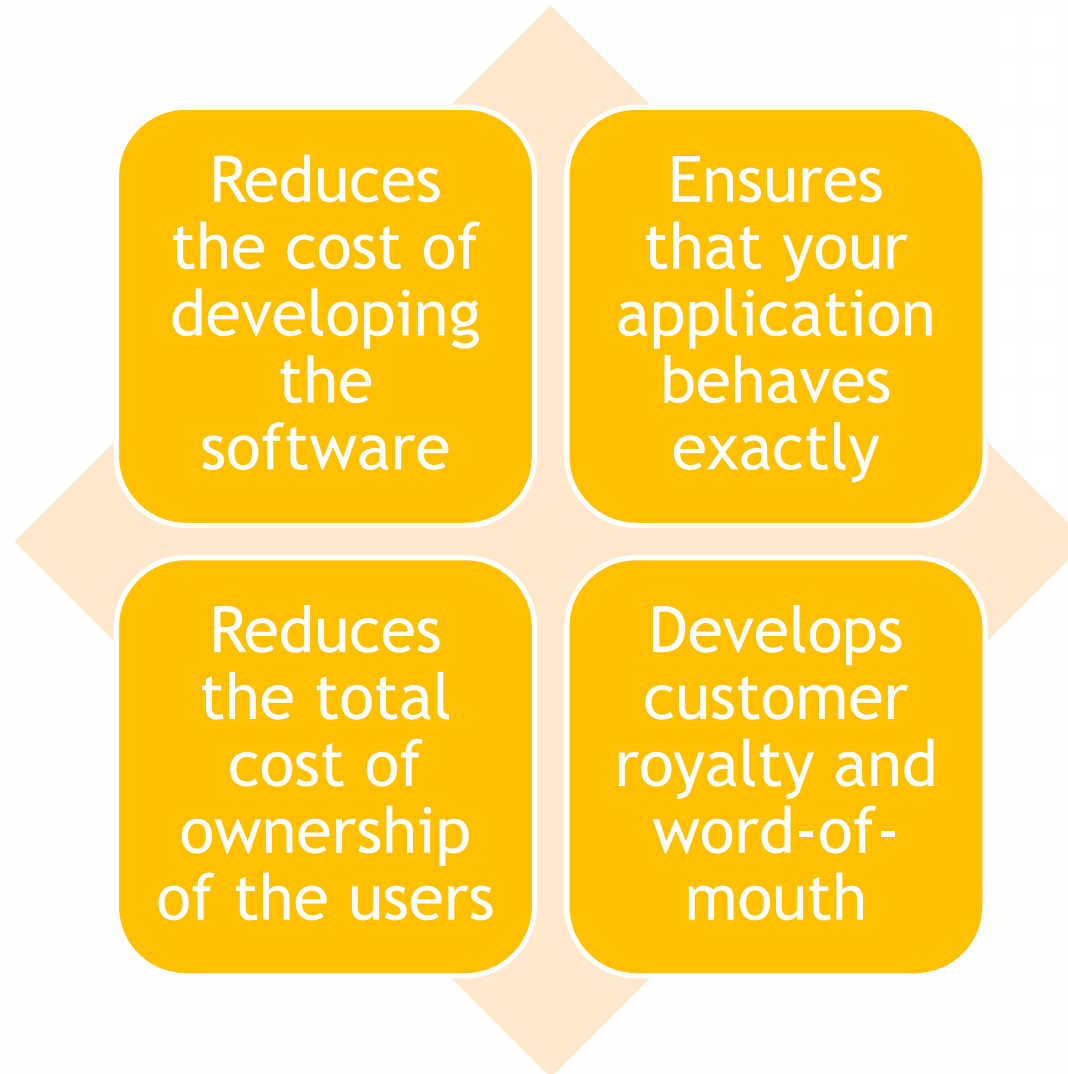 Reduces
the cost of
developing
the
software
Ensures
that your
application
behaves
exactly
Reduces
the total
cost of
ownership
of the users
Develops
customer
royalty and
word-of-
mouth